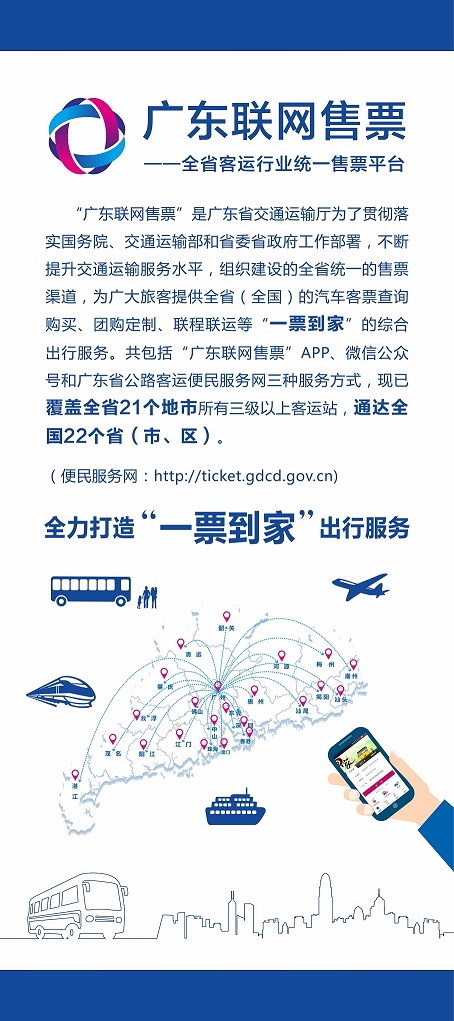 广东联网售票
——全省客运行业统一售票平台
“广东联网售票”是广东省交通运输厅为了贯彻落
实国务院、交通运输部和省委省政府工作部署，不断
提升交通运输服务水平，组织建设的全省统一的售票
渠道，为广大旅客提供全省（全国）的汽车客票查询
购买、团购定制、联程联运等“一票到家”的综合
出行服务。共包括“广东联网售票”APP、微信公众
号和广东省公路客运便民服务网三种服务方式，现已
覆盖全省21个地市所有三级以上客运站，通达全
国22个省（市、区）。
（便民服务网：http://ticket.gdcd.gov.cn)
全力打造“一票到家”出行服务
韶关
清远
河源
梅州
潮州
肇庆
广州
惠州
揭阳
汕头
云浮
佛山
东莞
汕尾
深圳
中山
香港
江门
珠海
澳门
茂名
阳江
湛江